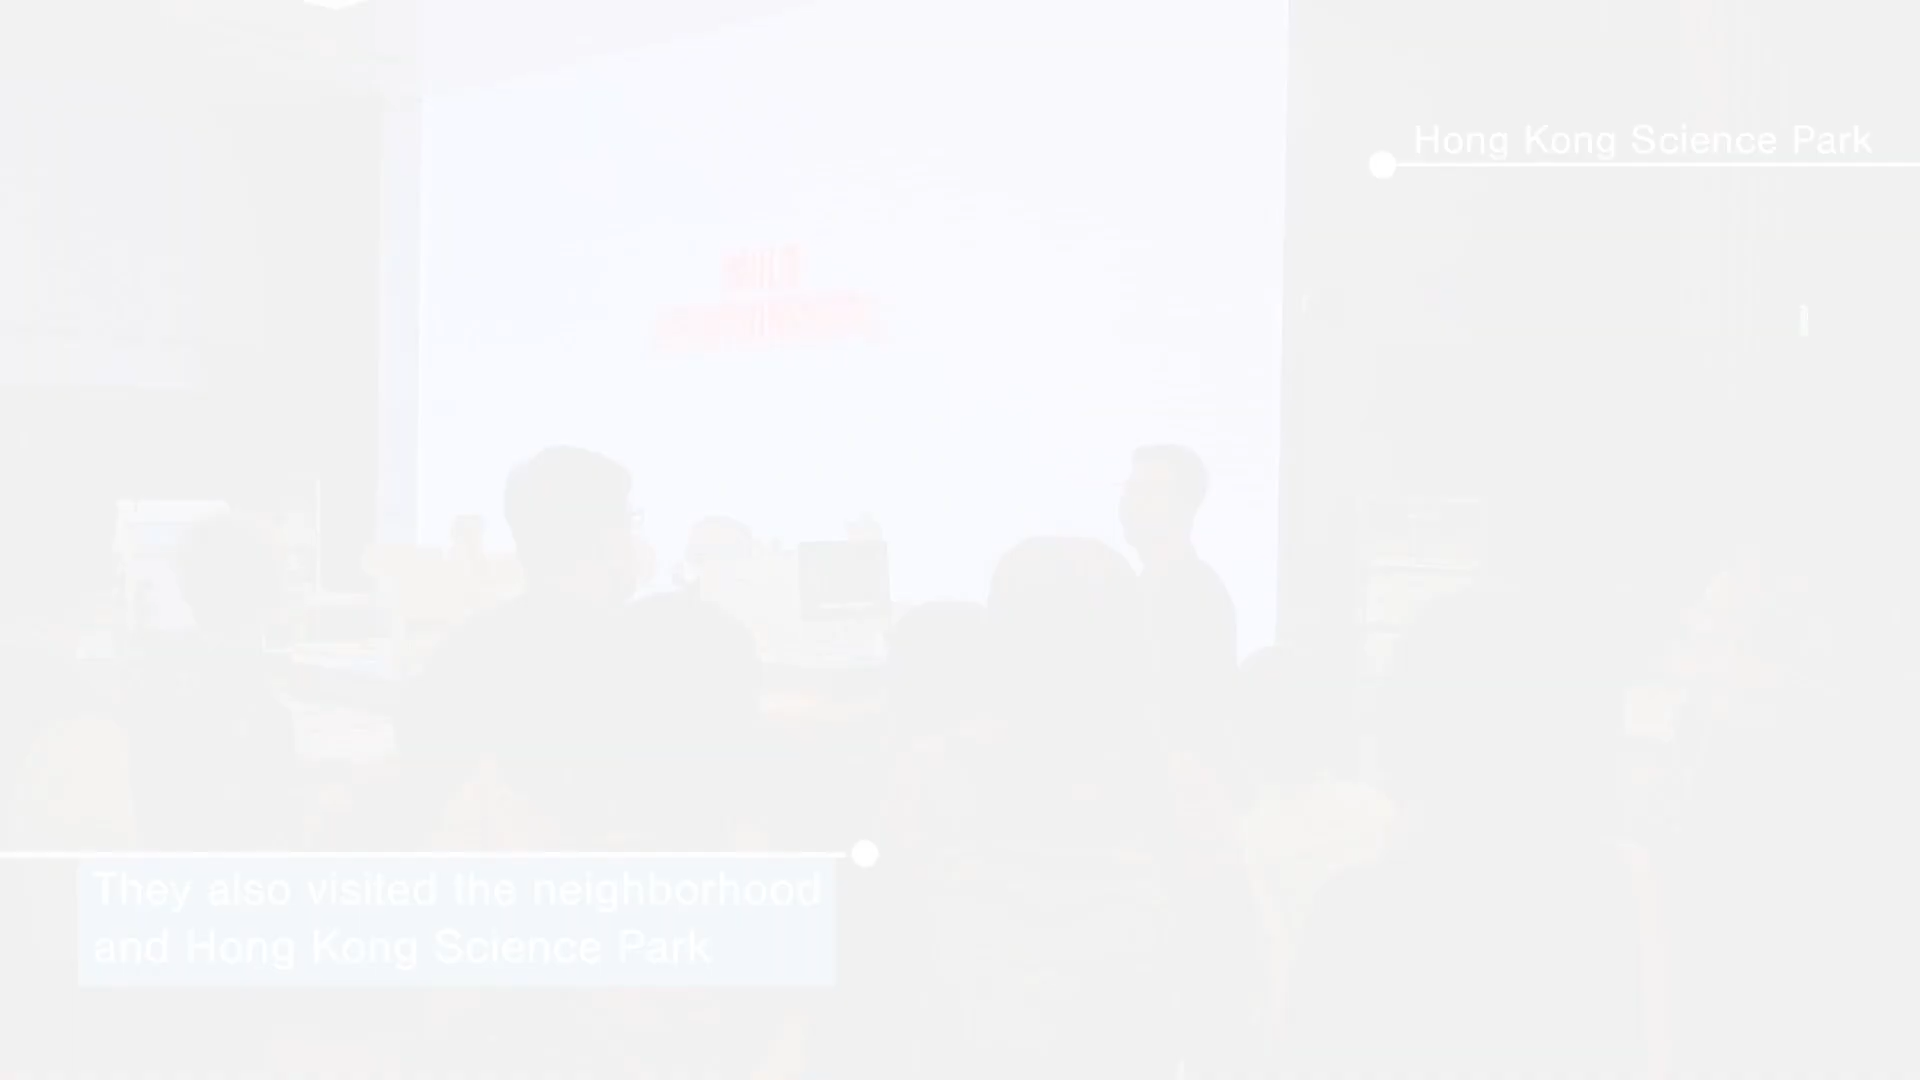 Hong Kong Science Park
They also visited the neighborhood
and Hong Kong Science Park